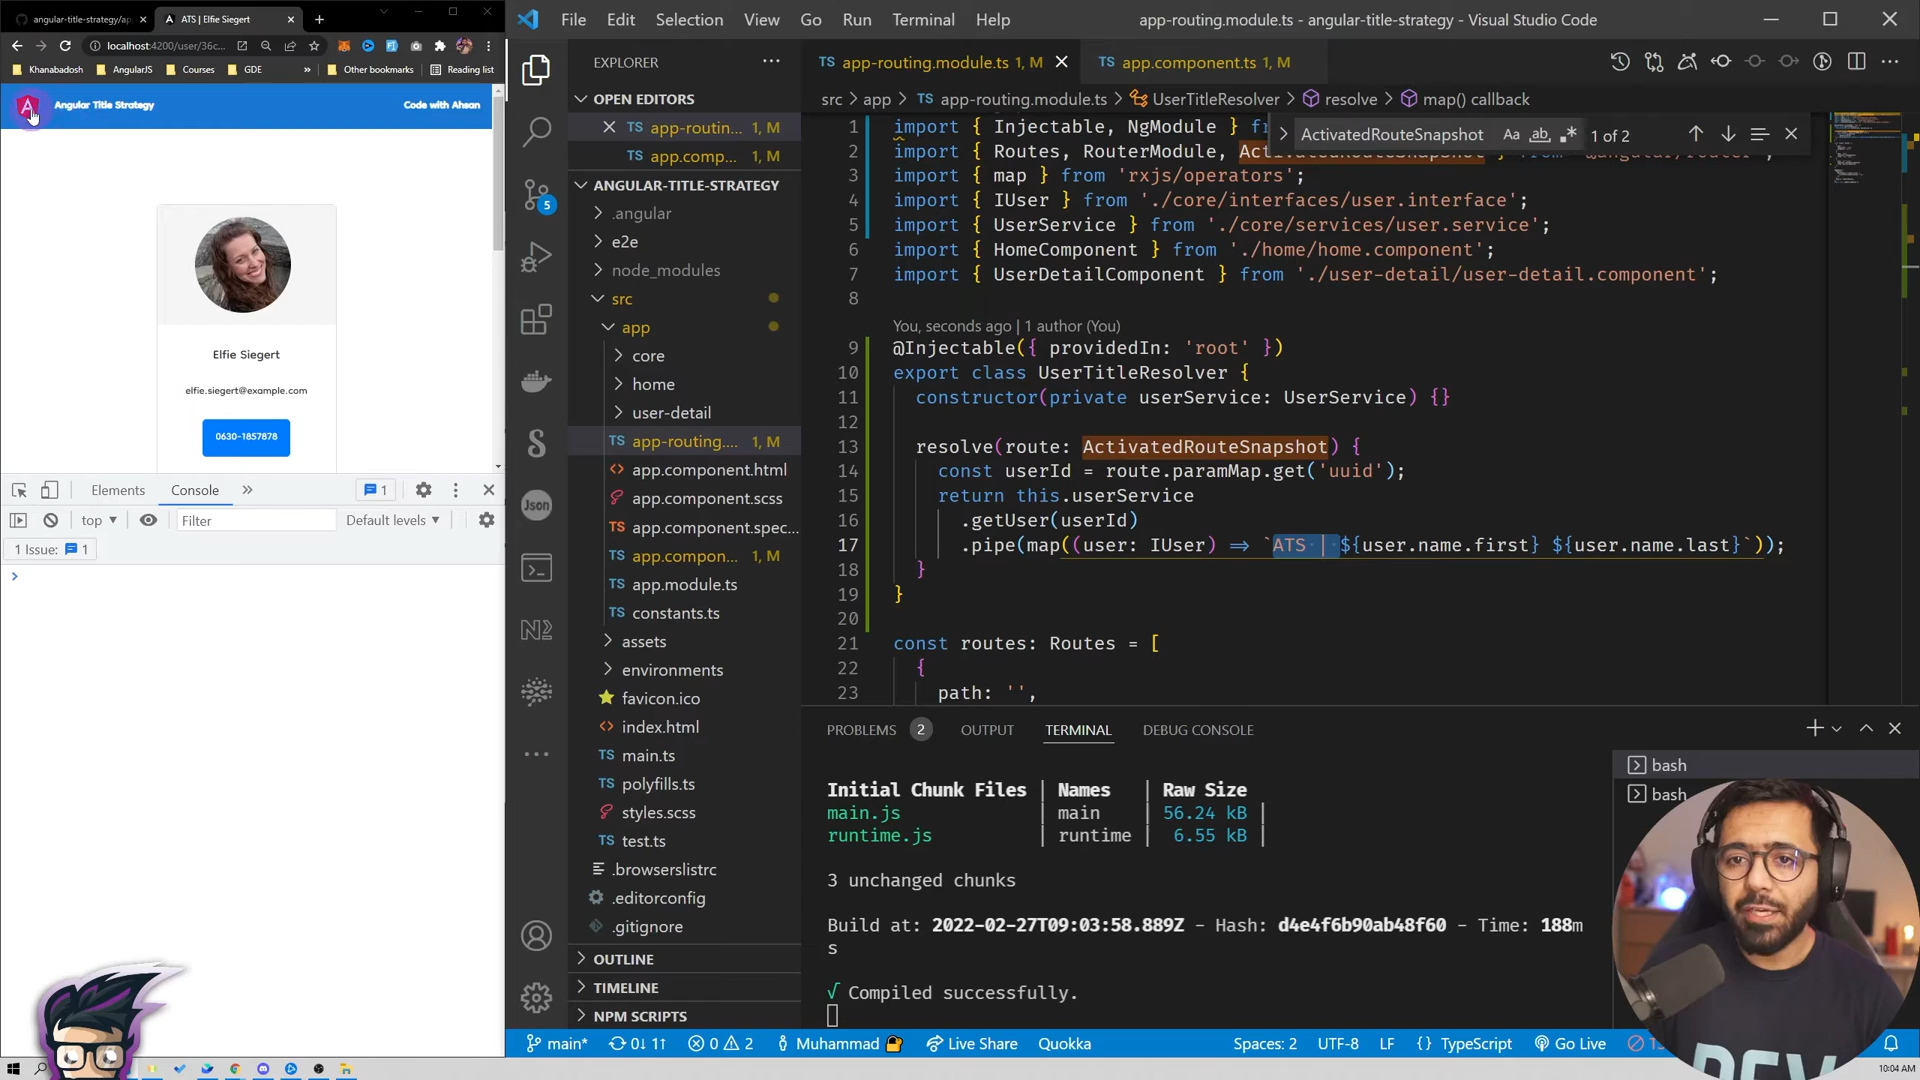 angular-title-strategy/ap
ATS | Elfie Siegert
localhost:4200/user/36c...
Khanabadosh
AngularJS
Courses
GDE
»
Other bookmarks
Reading list
Angular Title Strategy
Code with Ahsan
Elfie Siegert
elfie.siegert@example.com
0630-1857878
Elements
Console
»
1
top
Filter
Default levels
1 Issue:
1
File
Edit
Selection
View
Go
Run
Terminal
Help
app-routing.module.ts - angular-title-strategy - Visual Studio Code
EXPLORER
OPEN EDITORS
TS app-routin... 1, M
TS app.comp... 1, M
ANGULAR-TITLE-STRATEGY
.angular
e2e
node_modules
src
app
core
home
user-detail
TS app-routing.... 1, M
app.component.html
app.component.scss
TS app.component.spec...
TS app.compon... 1, M
TS app.module.ts
TS constants.ts
assets
environments
favicon.ico
index.html
TS main.ts
TS polyfills.ts
styles.scss
TS test.ts
.browserslistrc
.editorconfig
.gitignore
OUTLINE
TIMELINE
NPM SCRIPTS
5
Json
N2
TS app-routing.module.ts 1, M
TS app.component.ts 1, M
src > app > TS app-routing.module.ts > UserTitleResolver > resolve > map() callback
ActivatedRouteSnapshot
Aa ab
1 of 2
1 import { Injectable, NgModule } fr
2 import { Routes, RouterModule, ActivatedRouteSnapshot } from '@angular/router';
3 import { map } from 'rxjs/operators';
4 import { IUser } from './core/interfaces/user.interface';
5 import { UserService } from './core/services/user.service';
6 import { HomeComponent } from './home/home.component';
7 import { UserDetailComponent } from './user-detail/user-detail.component';
8
You, seconds ago | 1 author (You)
9 @Injectable({ providedIn: 'root' })
10 export class UserTitleResolver {
11 constructor(private userService: UserService) {}
12
13 resolve(route: ActivatedRouteSnapshot) {
14 const userId = route.paramMap.get('uuid');
15 return this.userService
16 .getUser(userId)
17 .pipe(map((user: IUser) => `ATS | ${user.name.first} ${user.name.last}`));
18 }
19 }
20
21 const routes: Routes = [
22 {
23 path: '',
PROBLEMS 2
OUTPUT
TERMINAL
DEBUG CONSOLE
Initial Chunk Files | Names | Raw Size
main.js | main | 56.24 kB |
runtime.js | runtime | 6.55 kB |
3 unchanged chunks
Build at: 2022-02-27T09:03:58.889Z - Hash: d4e4f6b90ab48f60 - Time: 188m
s
√ Compiled successfully.
bash
bash
DEV
main*
0↓ 1↑
0 2
Muhammad
Live Share
Quokka
Spaces: 2
UTF-8
LF
{} TypeScript
Go Live
10:04 AM